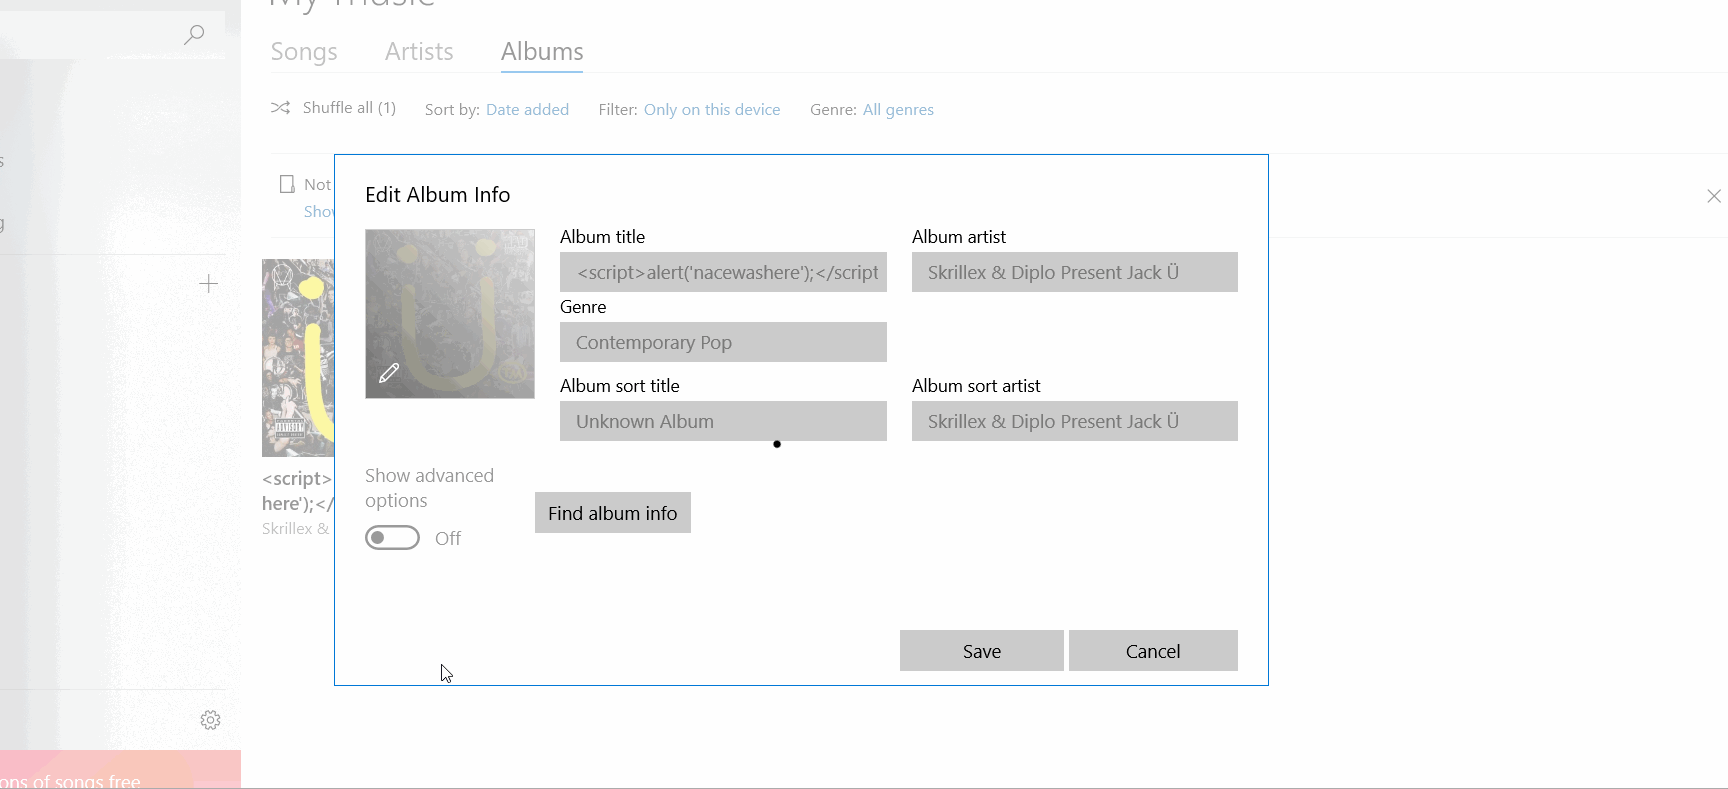 My music
Songs Artists Albums
Shuffle all (1) Sort by: Date added Filter: Only on this device Genre: All genres
Not
Show
Edit Album Info
Album title Album artist
<script>alert('nacewashere');</script Skrillex & Diplo Present Jack Ü
Genre
Contemporary Pop
Album sort title Album sort artist
Unknown Album Skrillex & Diplo Present Jack Ü
Show advanced
options
Find album info
Off
<script>
here');</
Skrillex &
Save Cancel
ons of songs free